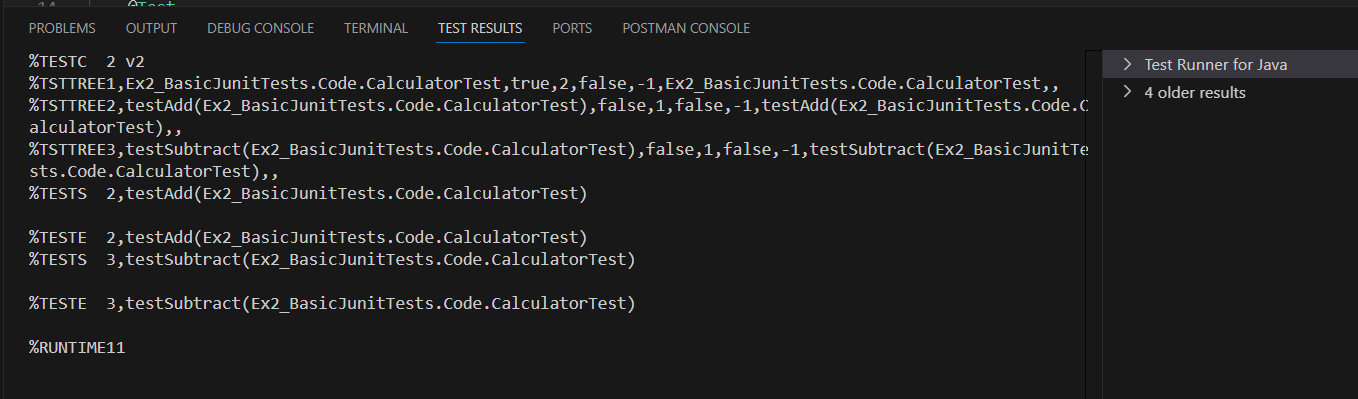 14 @Test
PROBLEMS OUTPUT DEBUG CONSOLE TERMINAL TEST RESULTS PORTS POSTMAN CONSOLE
%TESTC  2 v2
%TSTTREE1,Ex2_BasicJunitTests.Code.CalculatorTest,true,2,false,-1,Ex2_BasicJunitTests.Code.CalculatorTest,,
%TSTTREE2,testAdd(Ex2_BasicJunitTests.Code.CalculatorTest),false,1,false,-1,testAdd(Ex2_BasicJunitTests.Code.C
alculatorTest),,
%TSTTREE3,testSubtract(Ex2_BasicJunitTests.Code.CalculatorTest),false,1,false,-1,testSubtract(Ex2_BasicJunitTe
sts.Code.CalculatorTest),,
%TESTS  2,testAdd(Ex2_BasicJunitTests.Code.CalculatorTest)
%TESTE  2,testAdd(Ex2_BasicJunitTests.Code.CalculatorTest)
%TESTS  3,testSubtract(Ex2_BasicJunitTests.Code.CalculatorTest)
%TESTE  3,testSubtract(Ex2_BasicJunitTests.Code.CalculatorTest)
%RUNTIME11
Test Runner for Java
4 older results